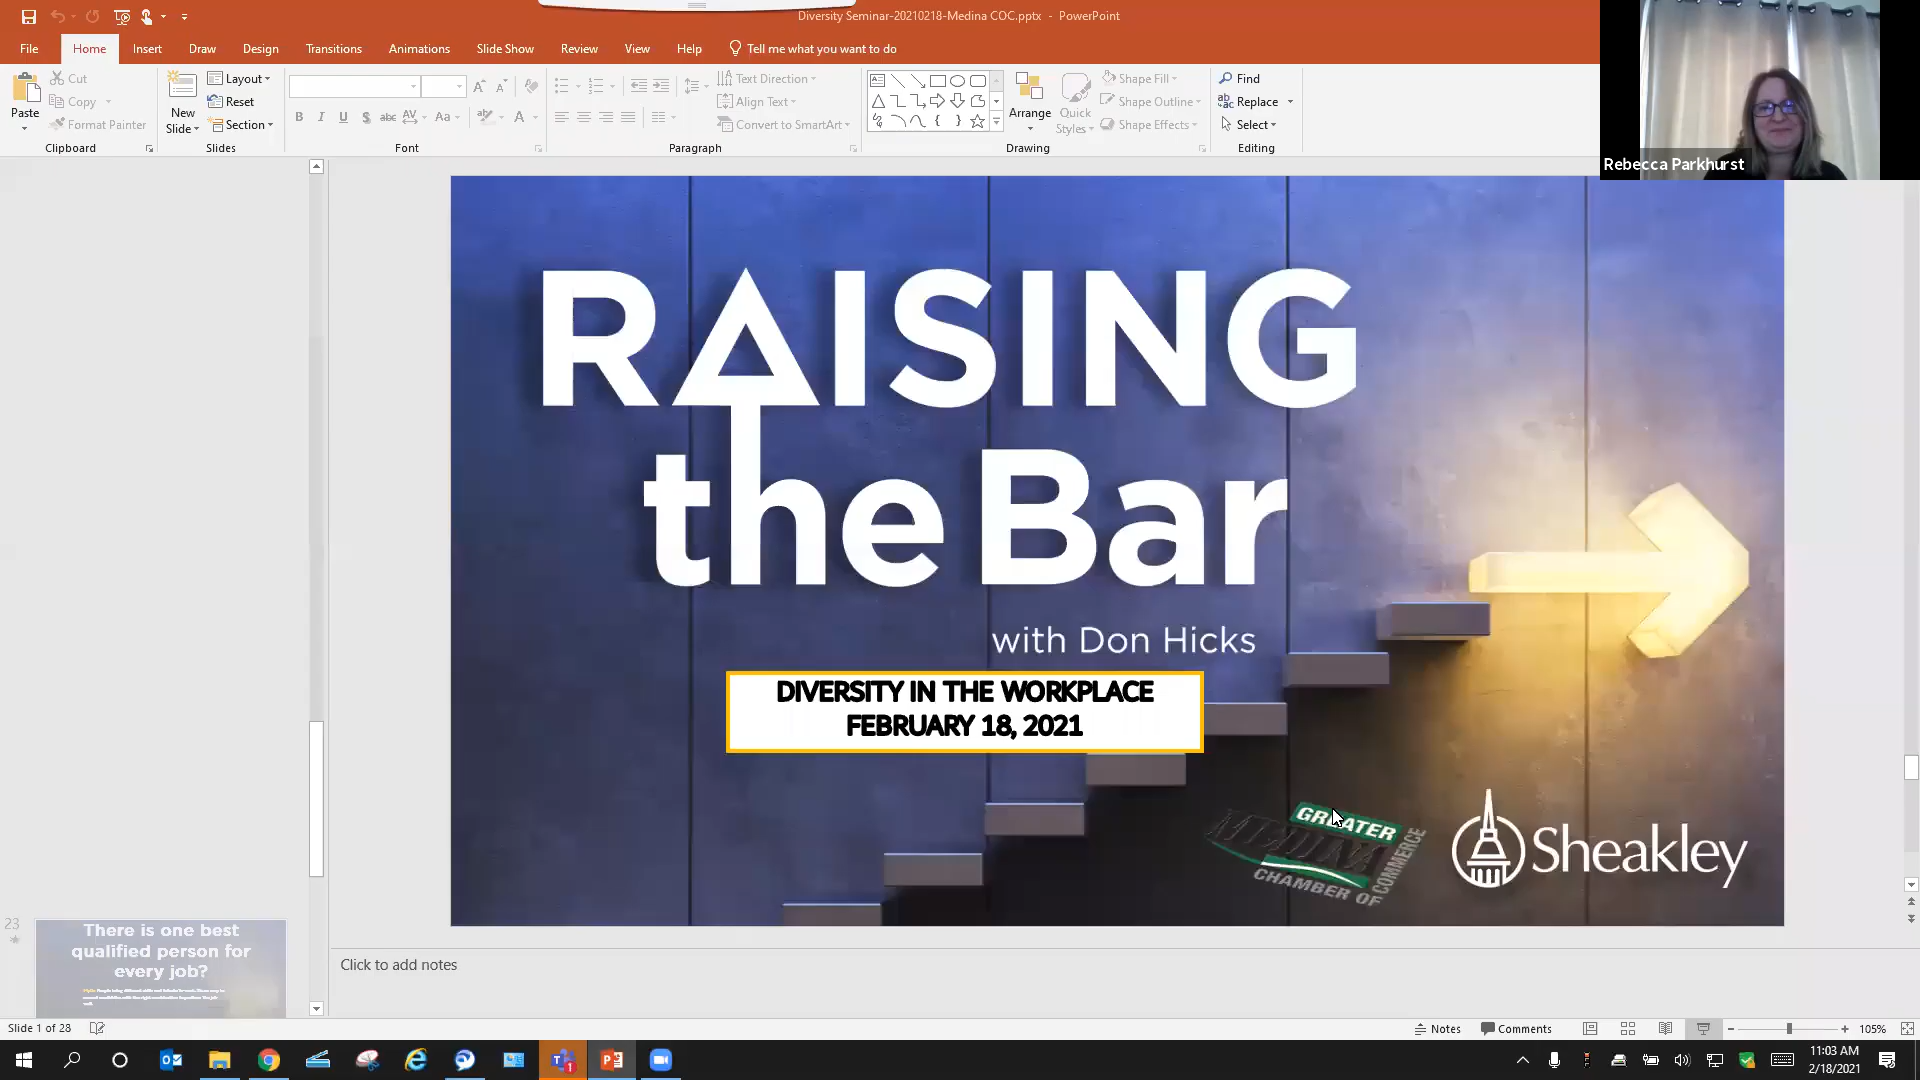 Diversity Seminar-20210218-Medina COC.pptx - PowerPoint
File Home Insert Draw Design Transitions Animations Slide Show Review View Help Tell me what you want to do
Paste
Cut
Copy
Format Painter
Clipboard
New Slide
Layout
Reset
Section
Slides
B I U S abc AV Aa A
Font
Text Direction
Align Text
Convert to SmartArt
Paragraph
Arrange
Quick Styles
Shape Fill
Shape Outline
Shape Effects
Drawing
Find
Replace
Select
Editing
Rebecca Parkhurst
RAISING
the Bar
with Don Hicks
DIVERSITY IN THE WORKPLACE
FEBRUARY 18, 2021
GREATER
MEDINA
CHAMBER OF
COMMERCE
Sheakley
23
There is one best
qualified person for
every job?
Click to add notes
Slide 1 of 28
Notes
Comments
105%
11:03 AM
2/18/2021